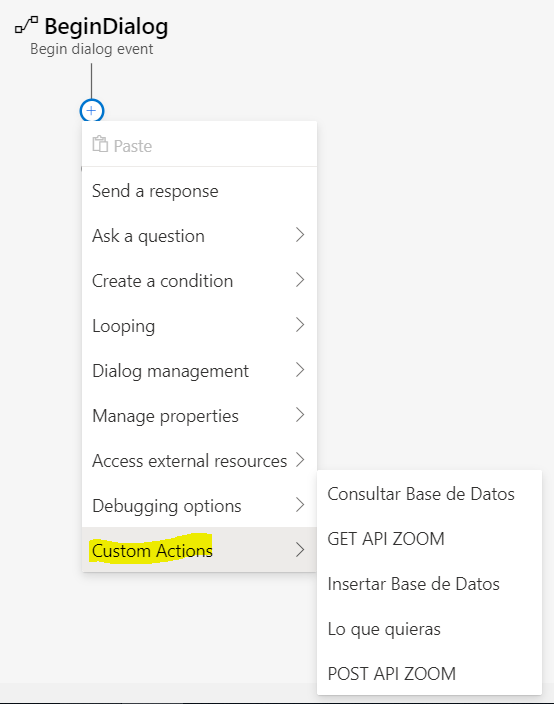 BeginDialog
Begin dialog event
Paste
Send a response
Ask a question
Create a condition
Looping
Dialog management
Manage properties
Access external resources
Debugging options
Custom Actions
Consultar Base de Datos
GET API ZOOM
Insertar Base de Datos
Lo que quieras
POST API ZOOM